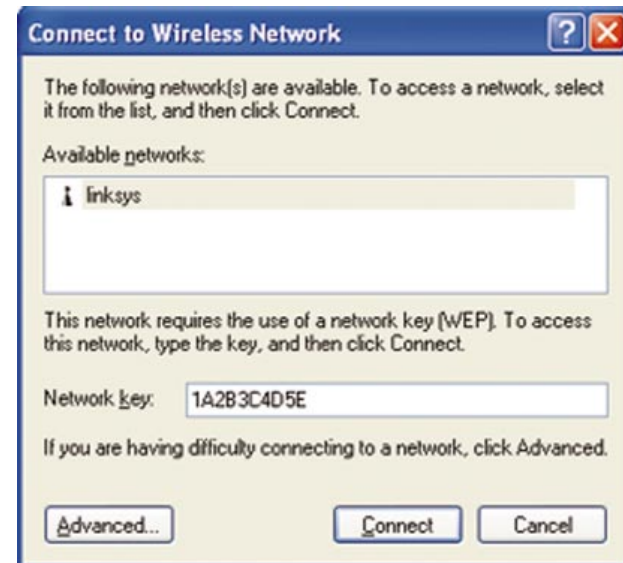 Connect to Wireless Network
The following network(s) are available. To access a network, select
it from the list, and then click Connect.
Available networks:
linksys
This network requires the use of a network key (WEP). To access
this network, type the key, and then click Connect.
Network key: 1A2B3C4D5E
If you are having difficulty connecting to a network, click Advanced.
Advanced... Connect Cancel